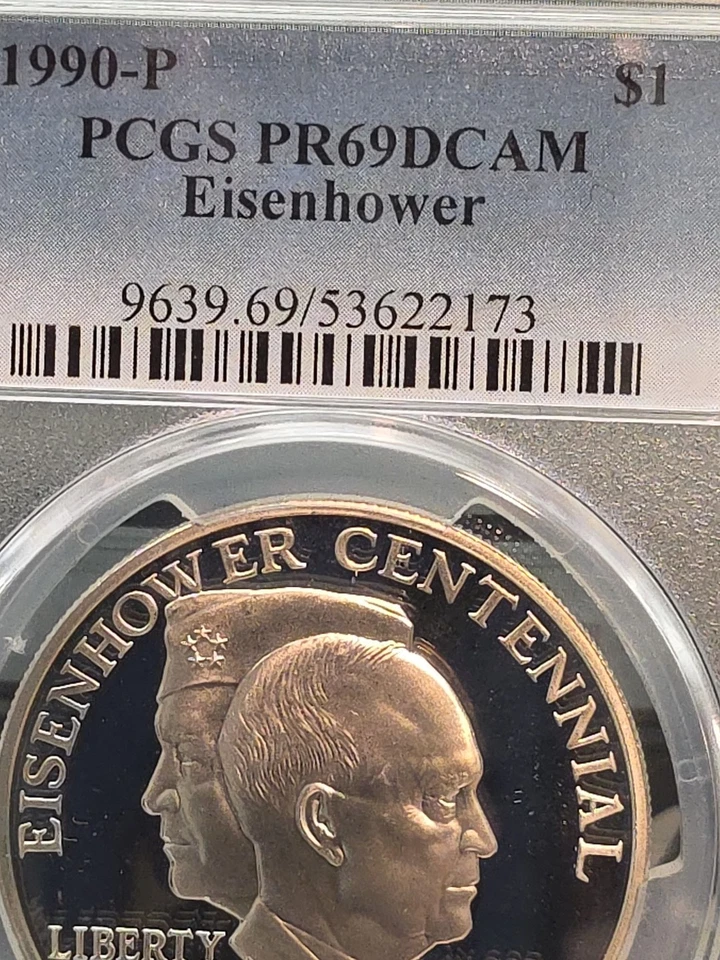 1990-P $1
PCGS PR69DCAM
Eisenhower
9639.69/53622173
EISENHOWER CENTENNIAL
LIBERTY